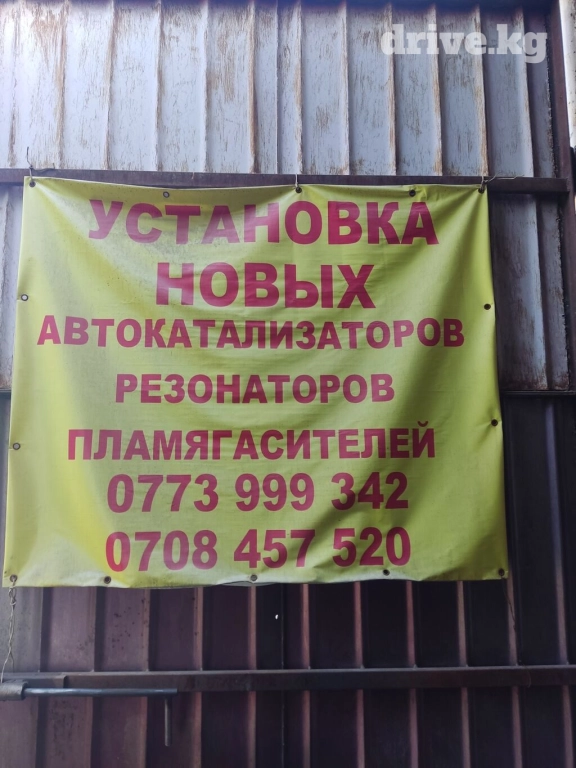 drive.kg
УСТАНОВКА
НОВЫХ
АВТОКАТАЛИЗАТОРОВ
РЕЗОНАТОРОВ
ПЛАМЯГАСИТЕЛЕЙ
0773 999 342
0708 457 520